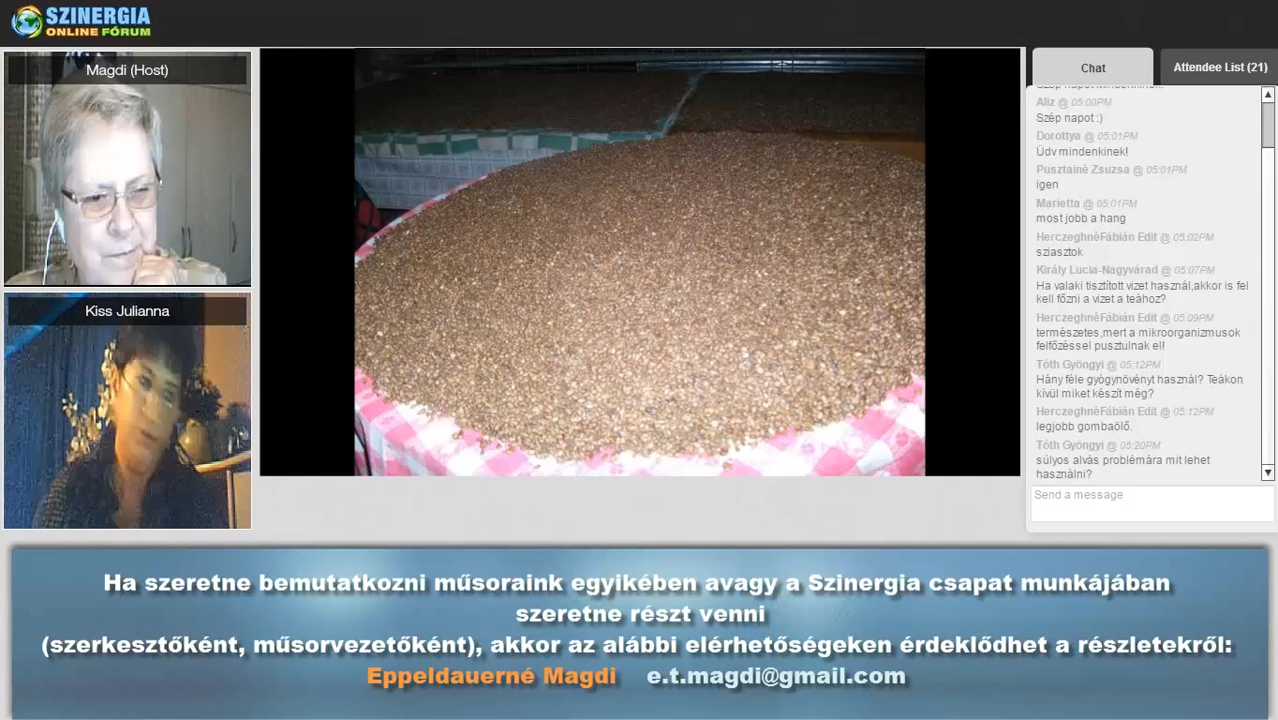 SZINERGIA
ONLINE FÓRUM
Magdi (Host)
Kiss Julianna
Chat
Attendee List (21)
Szép napot mindenkinek!
Aliz @ 05:00PM
Szép napot :)
Dorottya @ 05:01PM
Üdv mindenkinek!
Pusztainé Zsuzsa @ 05:01PM
igen
Marietta @ 05:01PM
most jobb a hang
HerczeghnéFábián Edit @ 05:02PM
sziasztok
Király Lucia-Nagyvárad @ 05:07PM
Ha valaki tisztított vizet használ,akkor is fel
kell főzni a vizet a teához?
HerczeghnéFábián Edit @ 05:09PM
természetes,mert a mikroorganizmusok
felfőzéssel pusztulnak el!
Tóth Gyöngyi @ 05:12PM
Hány féle gyógynövényt használ? Teákon
kívül miket készít még?
HerczeghnéFábián Edit @ 05:12PM
legjobb gombaölő.
Tóth Gyöngyi @ 05:20PM
súlyos alvás problémára mit lehet
használni?
Send a message
Ha szeretne bemutatkozni műsoraink egyikében avagy a Szinergia csapat munkájában
szeretne részt venni
(szerkesztőként, műsorvezetőként), akkor az alábbi elérhetőségeken érdeklődhet a részletekről:
Eppeldauerné Magdi e.t.magdi@gmail.com